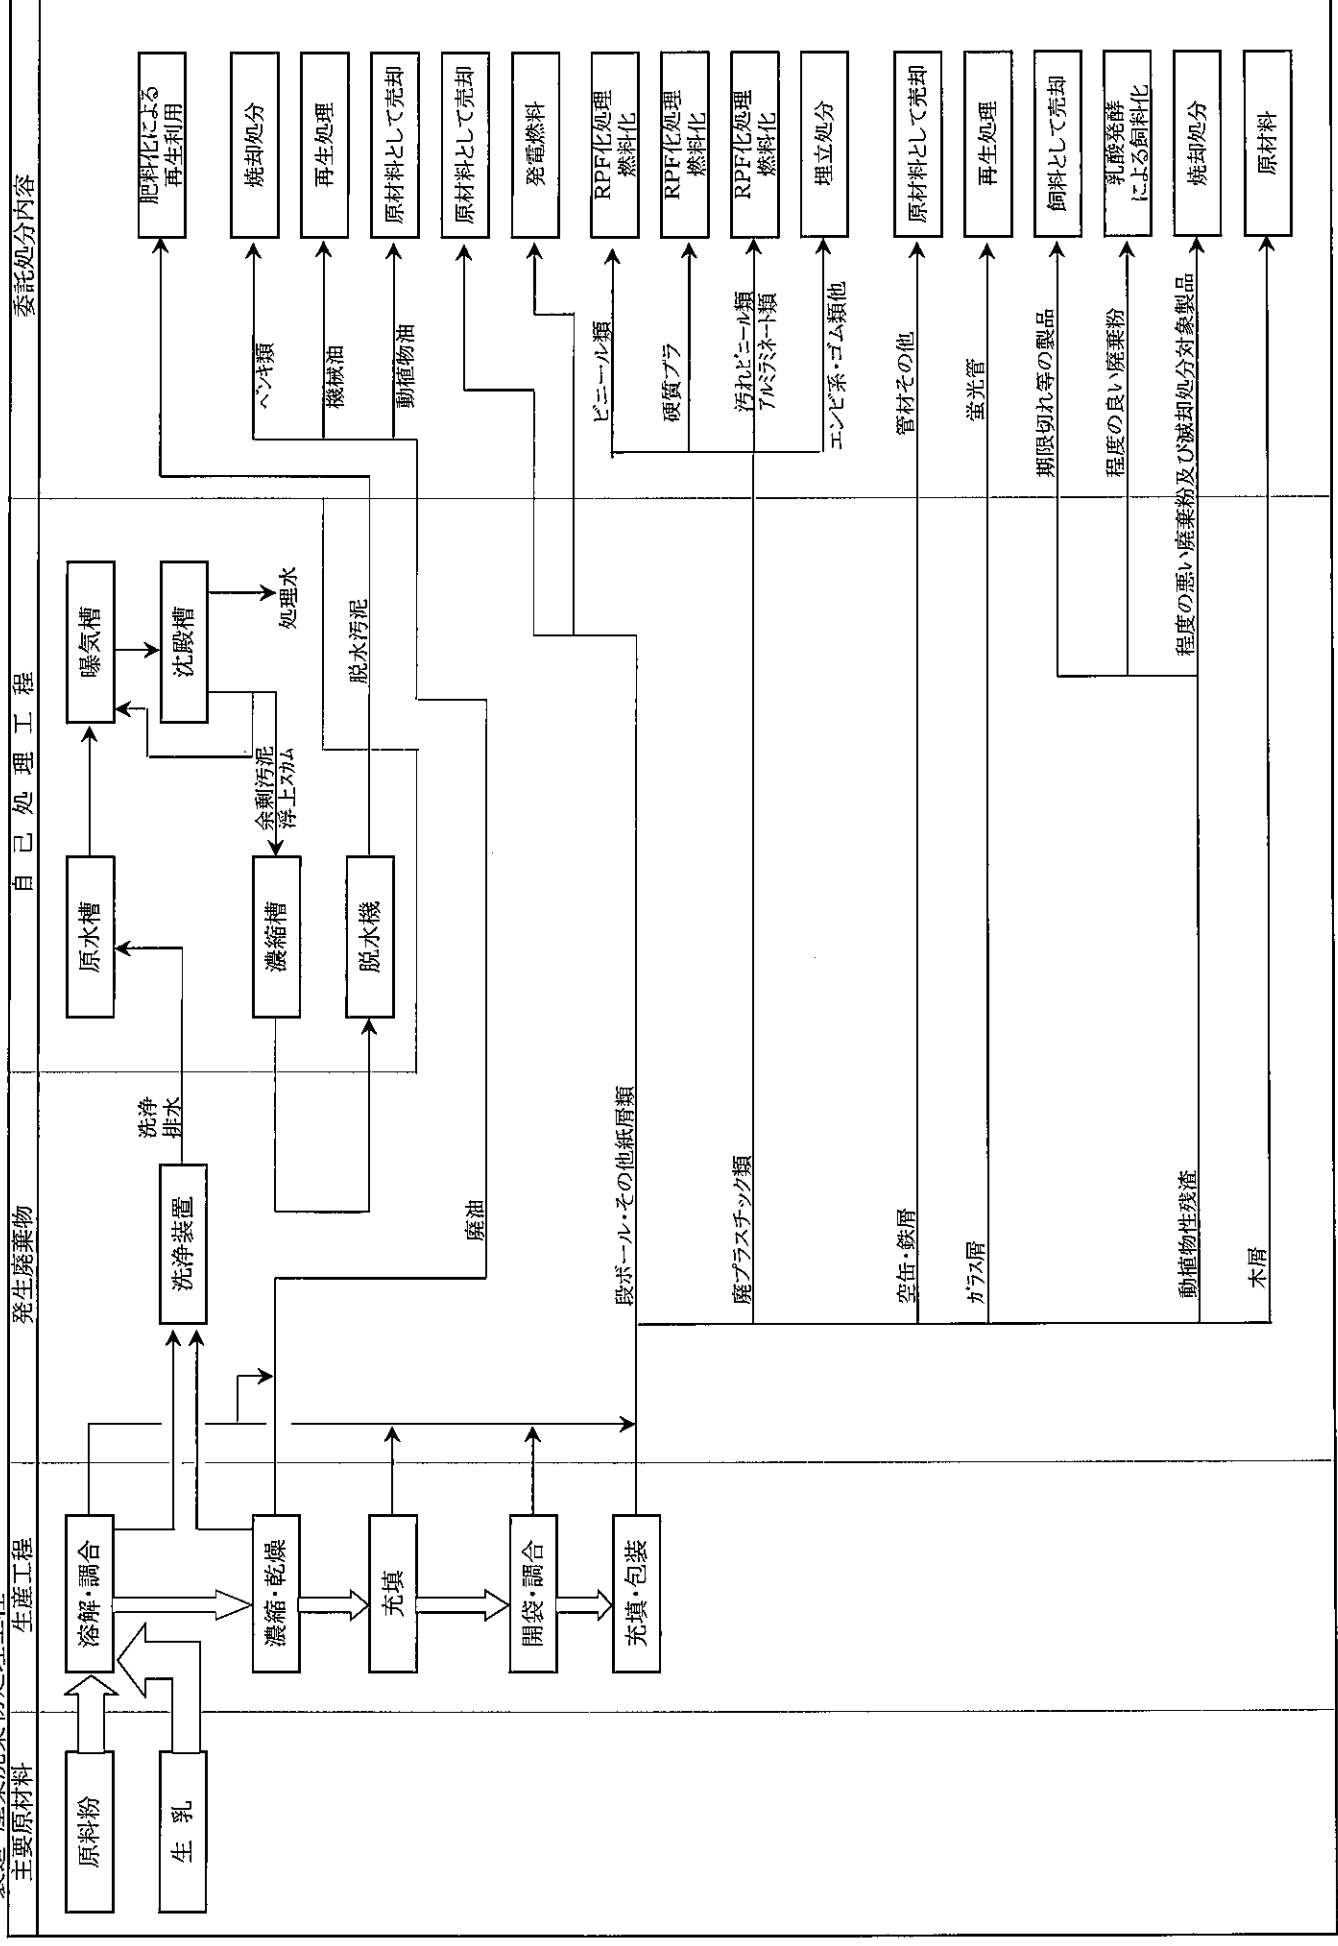 主要原材料
生産工程
発生廃棄物
自己処理工程
委託処分内容
原料粉
生乳
溶解・調合
濃縮・乾燥
充填
開袋・調合
充填・包装
洗浄装置
洗浄
排水
原水槽
曝気槽
沈殿槽
処理水
余剰汚泥
浮上スカム
濃縮槽
脱水機
脱水汚泥
肥料化による
再生利用
廃油
ペンキ類
焼却処分
機械油
再生処理
動植物油
原材料として売却
段ボール・その他紙屑類
原材料として売却
発電燃料
廃プラスチック類
ビニール類
RPF化処理
燃料化
硬質プラ
RPF化処理
燃料化
汚れビニール類
アルミラミネート類
RPF化処理
燃料化
エンビ系・ゴム類他
埋立処分
空缶・鉄屑
管材その他
原材料として売却
ガラス屑
蛍光管
再生処理
動植物性残渣
期限切れ等の製品
飼料として売却
程度の良い廃棄粉
乳酸発酵
による飼料化
程度の悪い廃棄粉及び滅却処分対象製品
焼却処分
木屑
原材料